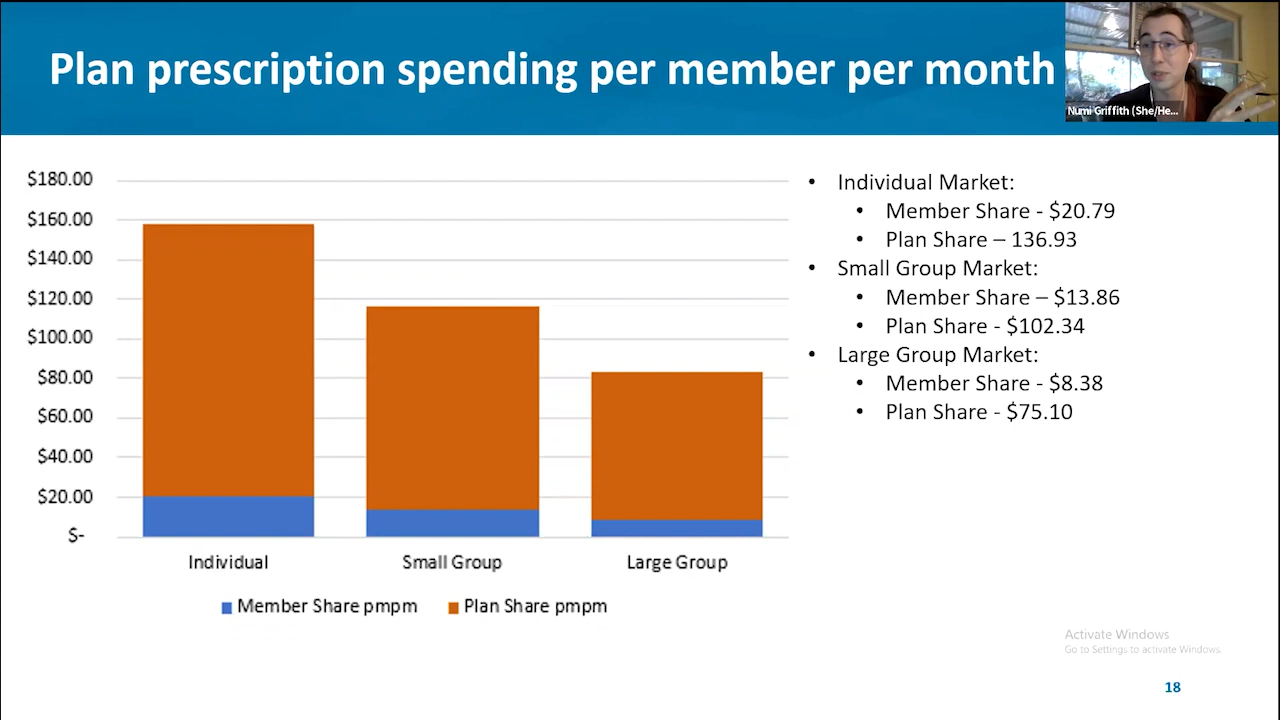 Plan prescription spending per member per month
Numi Griffith (She/He...
$180.00
$160.00
$140.00
$120.00
$100.00
$80.00
$60.00
$40.00
$20.00
$-
Individual
Small Group
Large Group
Member Share pmpm
Plan Share pmpm
• Individual Market:
• Member Share - $20.79
• Plan Share – 136.93
• Small Group Market:
• Member Share – $13.86
• Plan Share - $102.34
• Large Group Market:
• Member Share - $8.38
• Plan Share - $75.10
Activate Windows
Go to Settings to activate Windows.
18